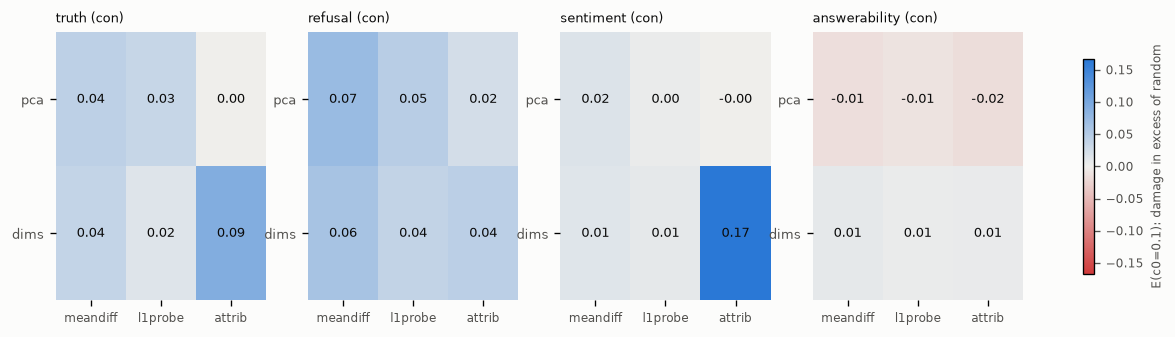 truth (con) refusal (con) sentiment (con) answerability (con)
pca 0.04 0.03 0.00 pca 0.07 0.05 0.02 pca 0.02 0.00 -0.00 pca -0.01 -0.01 -0.02
dims 0.04 0.02 0.09 dims 0.06 0.04 0.04 dims 0.01 0.01 0.17 dims 0.01 0.01 0.01
meandiff l1probe attrib meandiff l1probe attrib meandiff l1probe attrib meandiff l1probe attrib
0.15
0.10
0.05
0.00
−0.05
−0.10
−0.15
E(c0=0.1): damage in excess of random